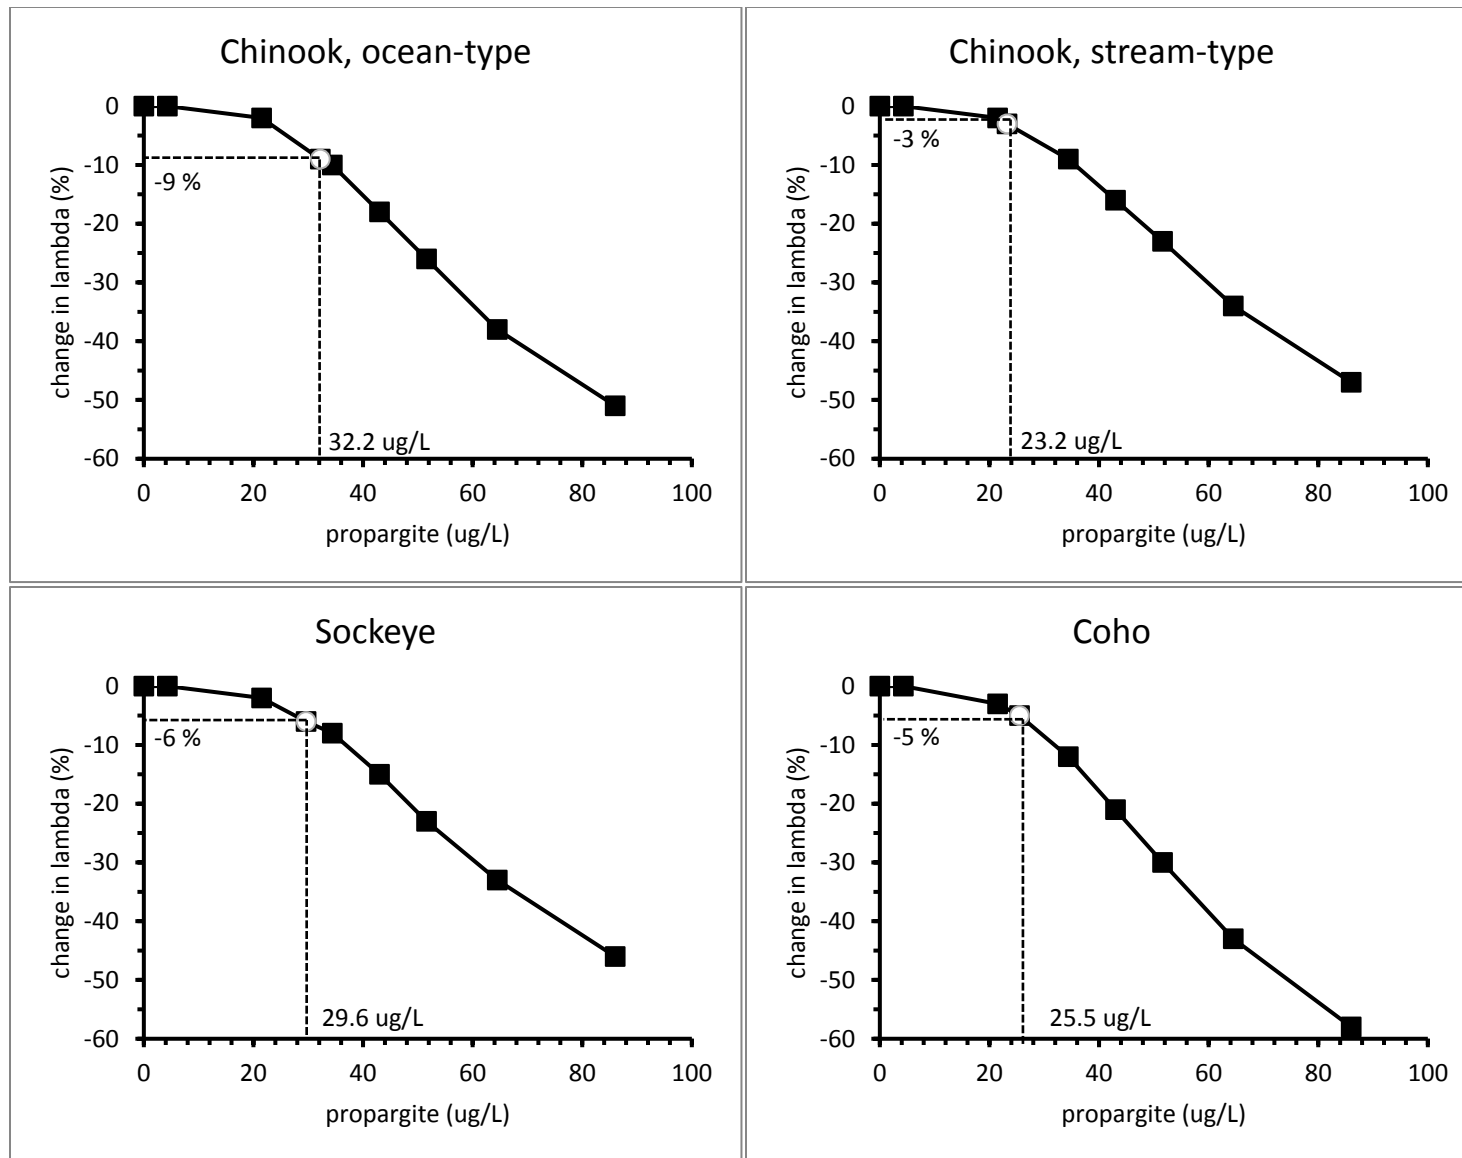 Chinook, ocean-type
change in lambda (%)
0
-10
-20
-30
-40
-50
-60
-9 %
32.2 ug/L
0 20 40 60 80 100
propargite (ug/L)
Chinook, stream-type
change in lambda (%)
0
-10
-20
-30
-40
-50
-60
-3 %
23.2 ug/L
0 20 40 60 80 100
propargite (ug/L)
Sockeye
change in lambda (%)
0
-10
-20
-30
-40
-50
-60
-6 %
29.6 ug/L
0 20 40 60 80 100
propargite (ug/L)
Coho
change in lambda (%)
0
-10
-20
-30
-40
-50
-60
-5 %
25.5 ug/L
0 20 40 60 80 100
propargite (ug/L)